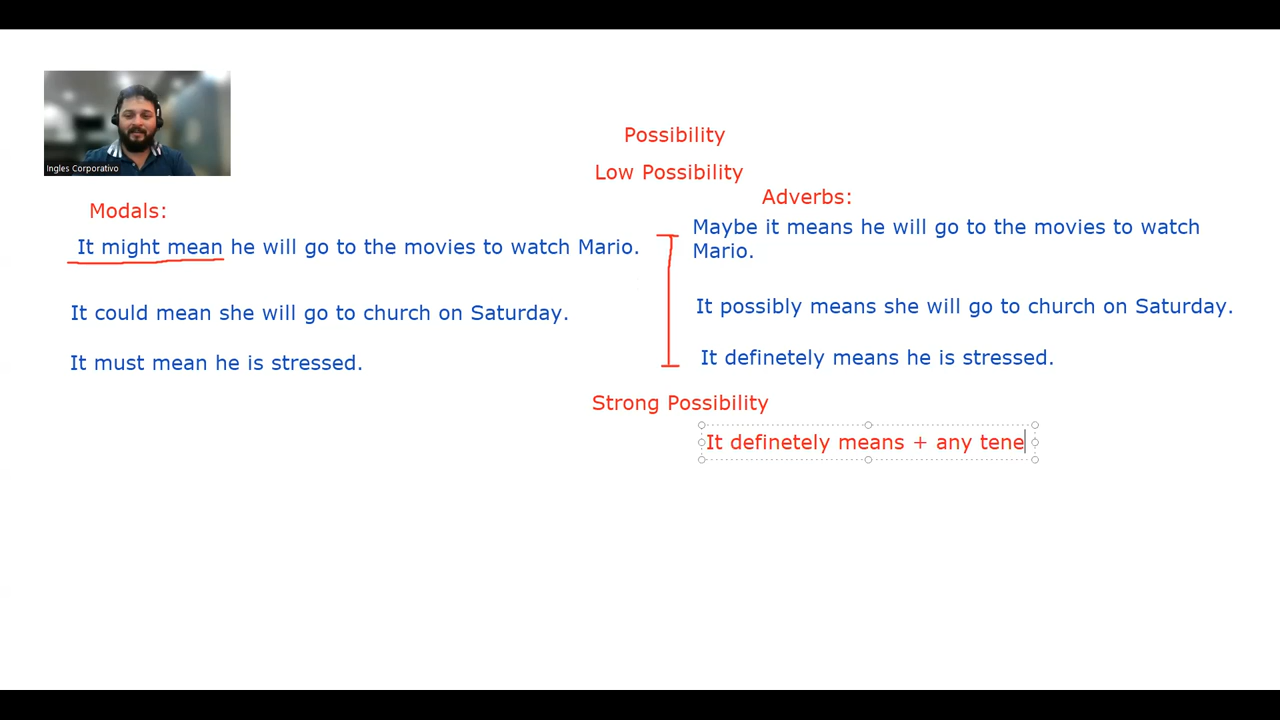 Ingles Corporativo
Possibility
Low Possibility
Modals:
It might mean he will go to the movies to watch Mario.
It could mean she will go to church on Saturday.
It must mean he is stressed.
Adverbs:
Maybe it means he will go to the movies to watch
Mario.
It possibly means she will go to church on Saturday.
It definetely means he is stressed.
Strong Possibility
It definetely means + any tene